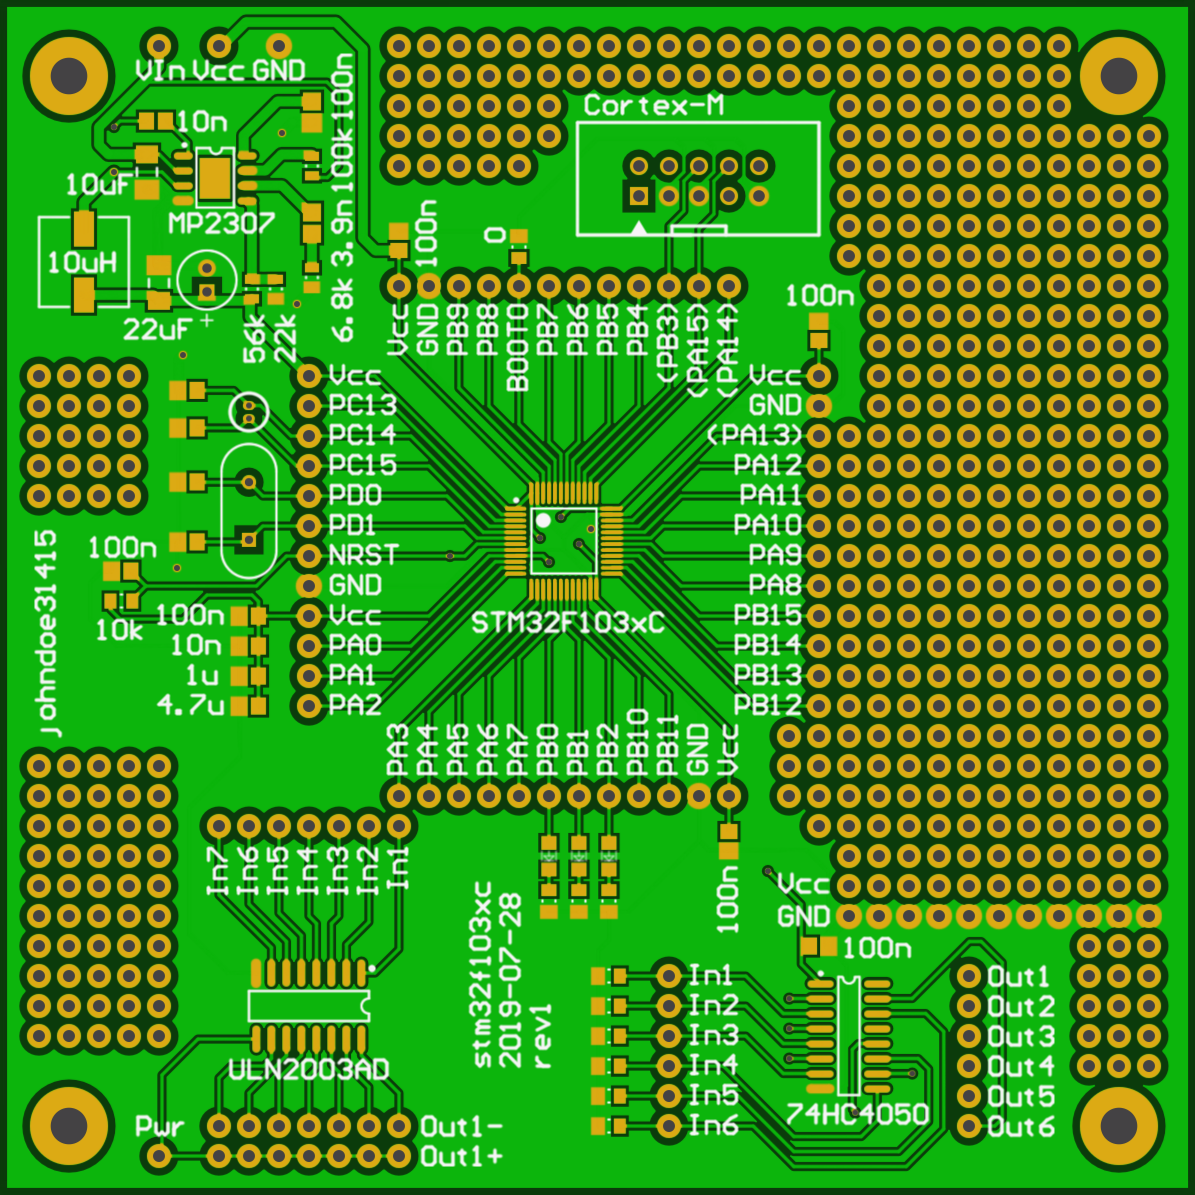 VIn Vcc GND
10n
100n
100k
3.9n
6.8k
10uF
MP2307
10uH
22uF +
56k
22k
Cortex-M
100n
0
100n
Vcc
GND
PB9
PB8
BOOT0
PB7
PB6
PB5
PB4
(PB3)
(PA15)
(PA14)
Vcc
PC13
PC14
PC15
PD0
PD1
NRST
GND
Vcc
PA0
PA1
PA2
Vcc
GND
(PA13)
PA12
PA11
PA10
PA9
PA8
PB15
PB14
PB13
PB12
STM32F103xC
johndoe31415
100n
10k
100n
10n
1u
4.7u
PA3
PA4
PA5
PA6
PA7
PB0
PB1
PB2
PB10
PB11
GND
Vcc
In7
In6
In5
In4
In3
In2
In1
100n
Vcc
GND
100n
stm32f103xc
2019-07-28
rev1
In1
In2
In3
In4
In5
In6
Out1
Out2
Out3
Out4
Out5
Out6
74HC4050
ULN2003AD
Pwr
Out1-
Out1+